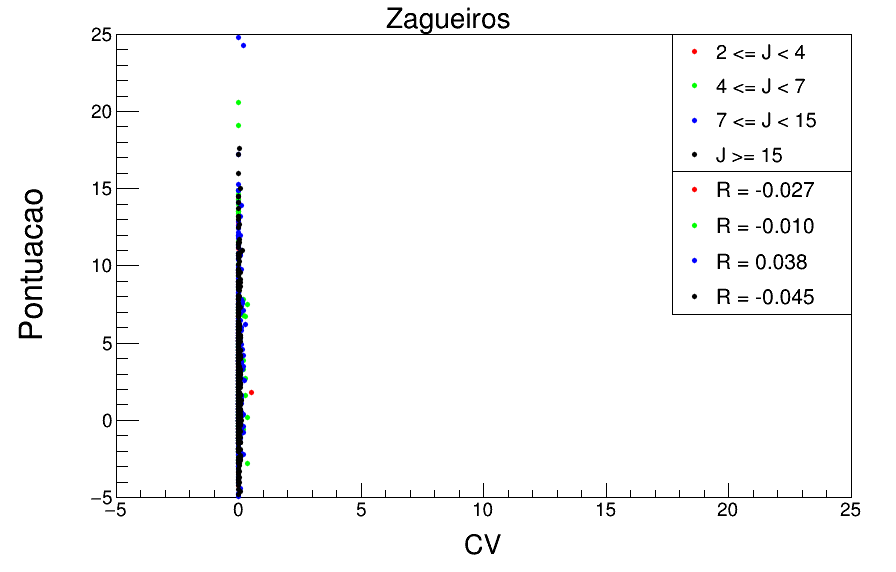 Zagueiros
2 <= J < 4
4 <= J < 7
7 <= J < 15
J >= 15
R = -0.027
R = -0.010
R = 0.038
R = -0.045
Pontuacao
25
20
15
10
5
0
−5
−5 0 5 10 15 20 25
CV